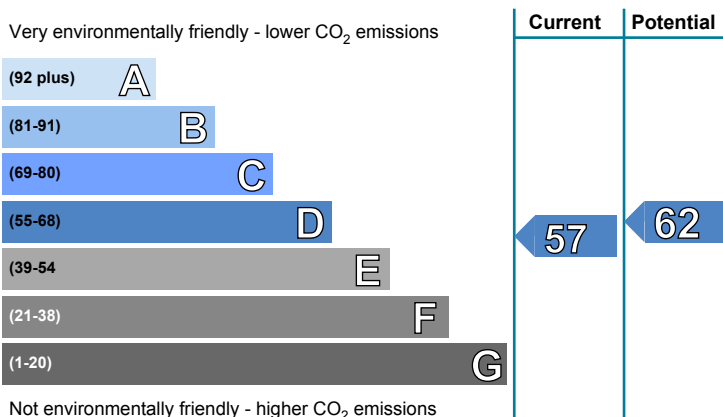 Current Potential
Very environmentally friendly - lower CO2 emissions
(92 plus) A
(81-91) B
(69-80) C
(55-68) D
57 62
(39-54 E
(21-38) F
(1-20) G
Not environmentally friendly - higher CO2 emissions